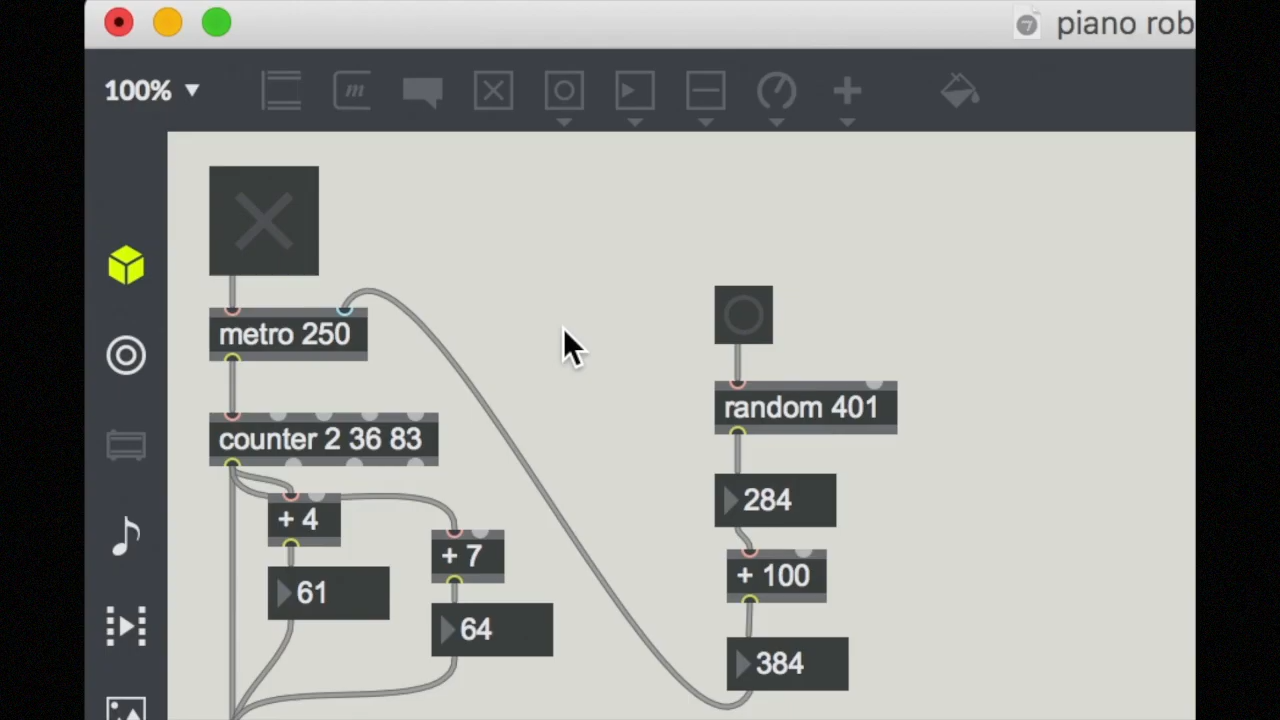 piano rob
100%
m
metro 250
counter 2 36 83
+ 4
61
+ 7
64
random 401
284
+ 100
384